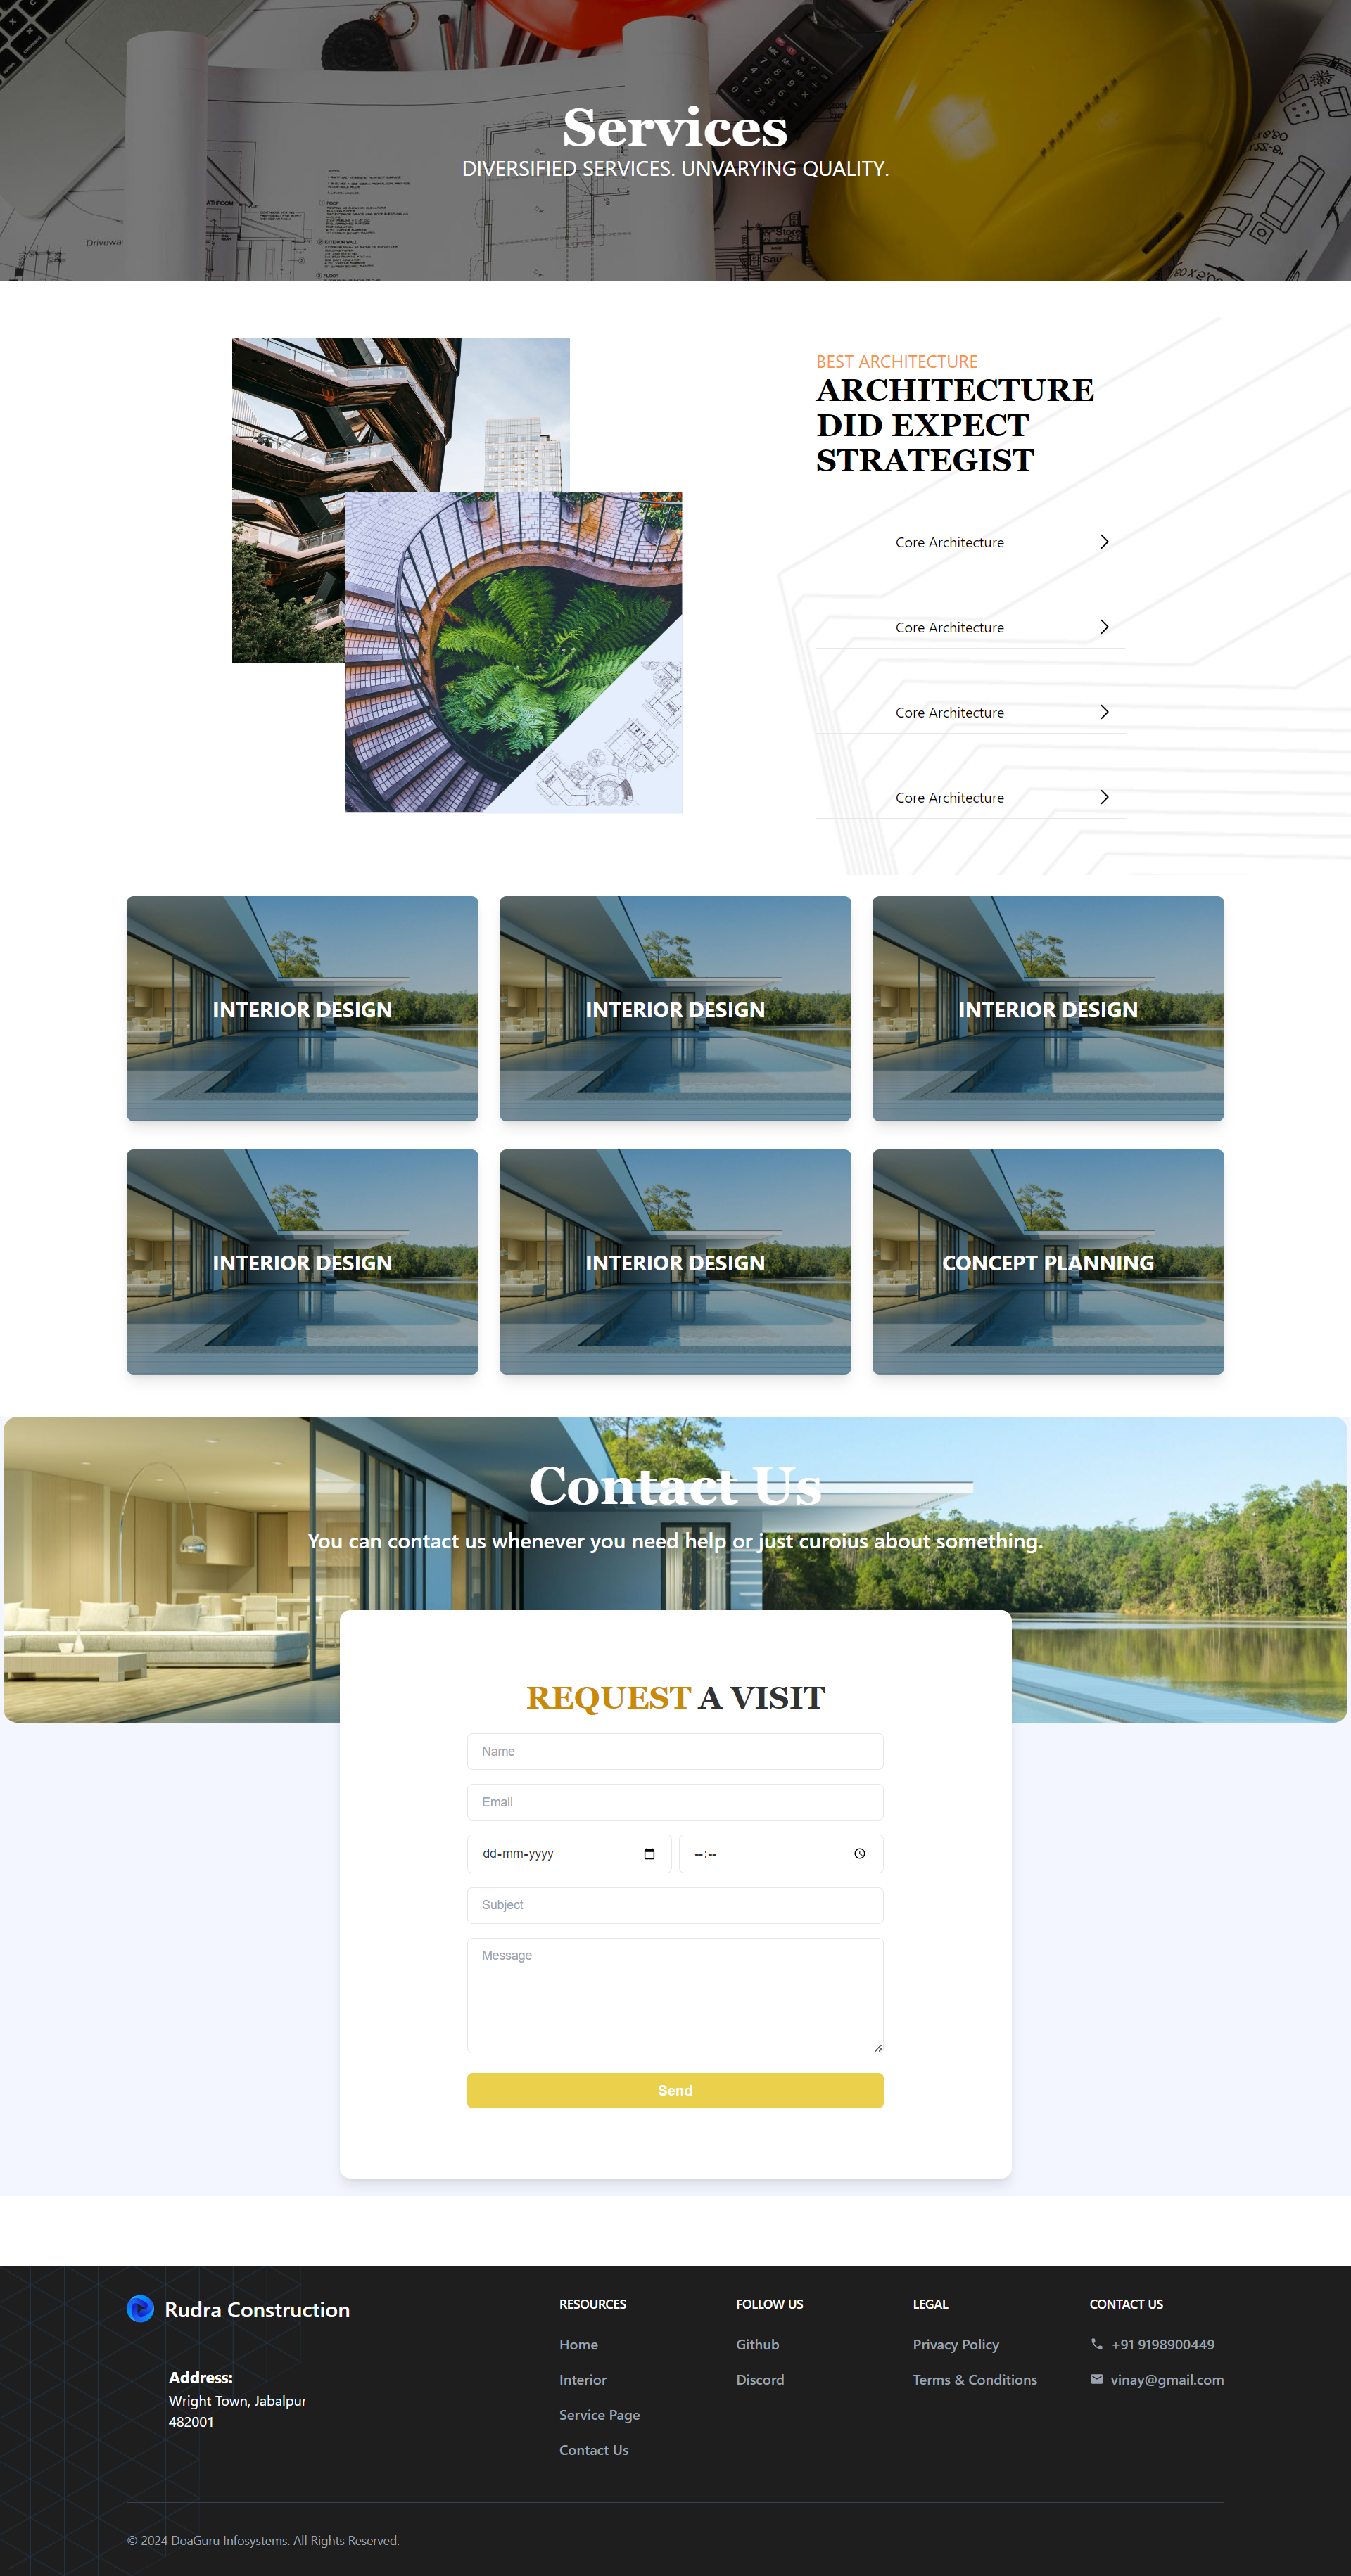 Services
DIVERSIFIED SERVICES. UNVARYING QUALITY.
Driveway
BEST ARCHITECTURE
ARCHITECTURE
DID EXPECT
STRATEGIST
Core Architecture
Core Architecture
Core Architecture
Core Architecture
INTERIOR DESIGN
INTERIOR DESIGN
INTERIOR DESIGN
INTERIOR DESIGN
INTERIOR DESIGN
CONCEPT PLANNING
Contact Us
You can contact us whenever you need help or just curoius about something.
REQUEST A VISIT
Name
Email
dd-mm-yyyy
--:--
Subject
Message
Send
Rudra Construction
Address:
Wright Town, Jabalpur
482001
RESOURCES
Home
Interior
Service Page
Contact Us
FOLLOW US
Github
Discord
LEGAL
Privacy Policy
Terms & Conditions
CONTACT US
+91 9198900449
vinay@gmail.com
© 2024 DoaGuru Infosystems. All Rights Reserved.